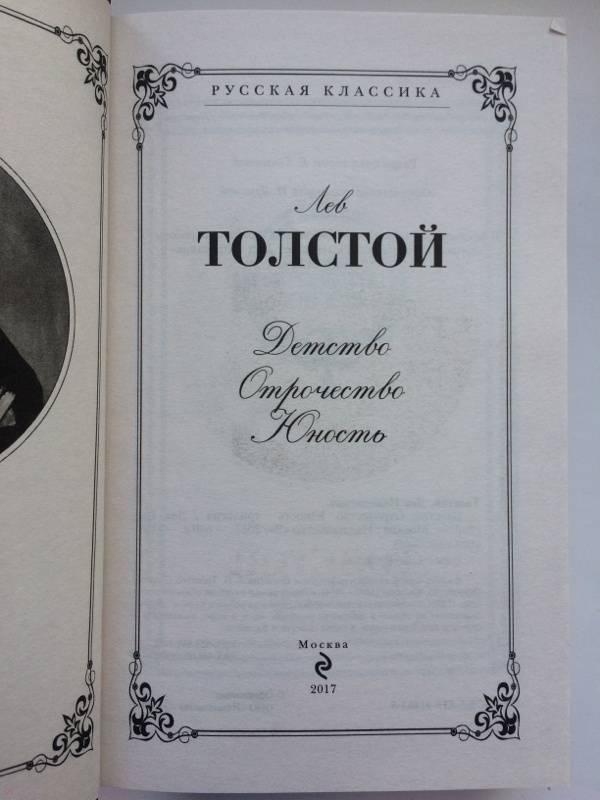 РУССКАЯ КЛАССИКА
Лев
ТОЛСТОЙ
Детство
Отрочество
Юность
Москва
2017